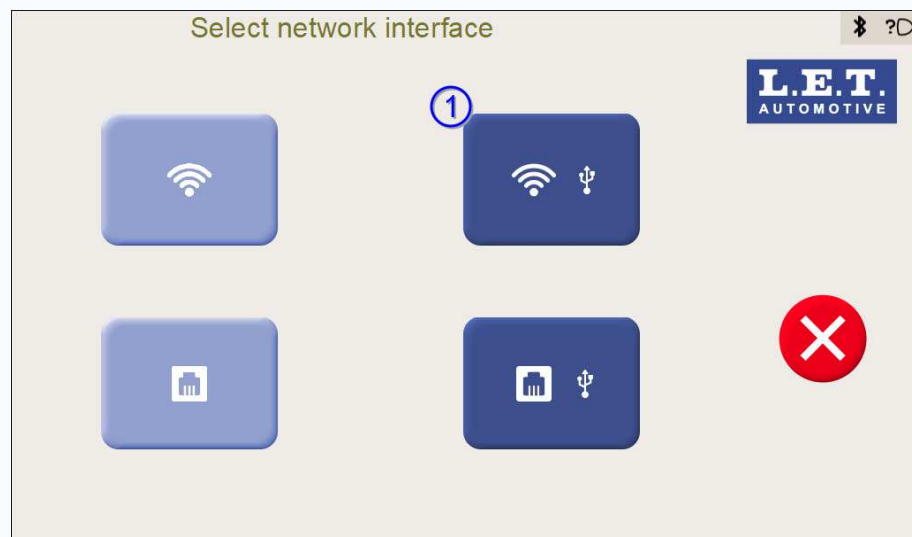 Select network interface
?
L.E.T.
AUTOMOTIVE
1